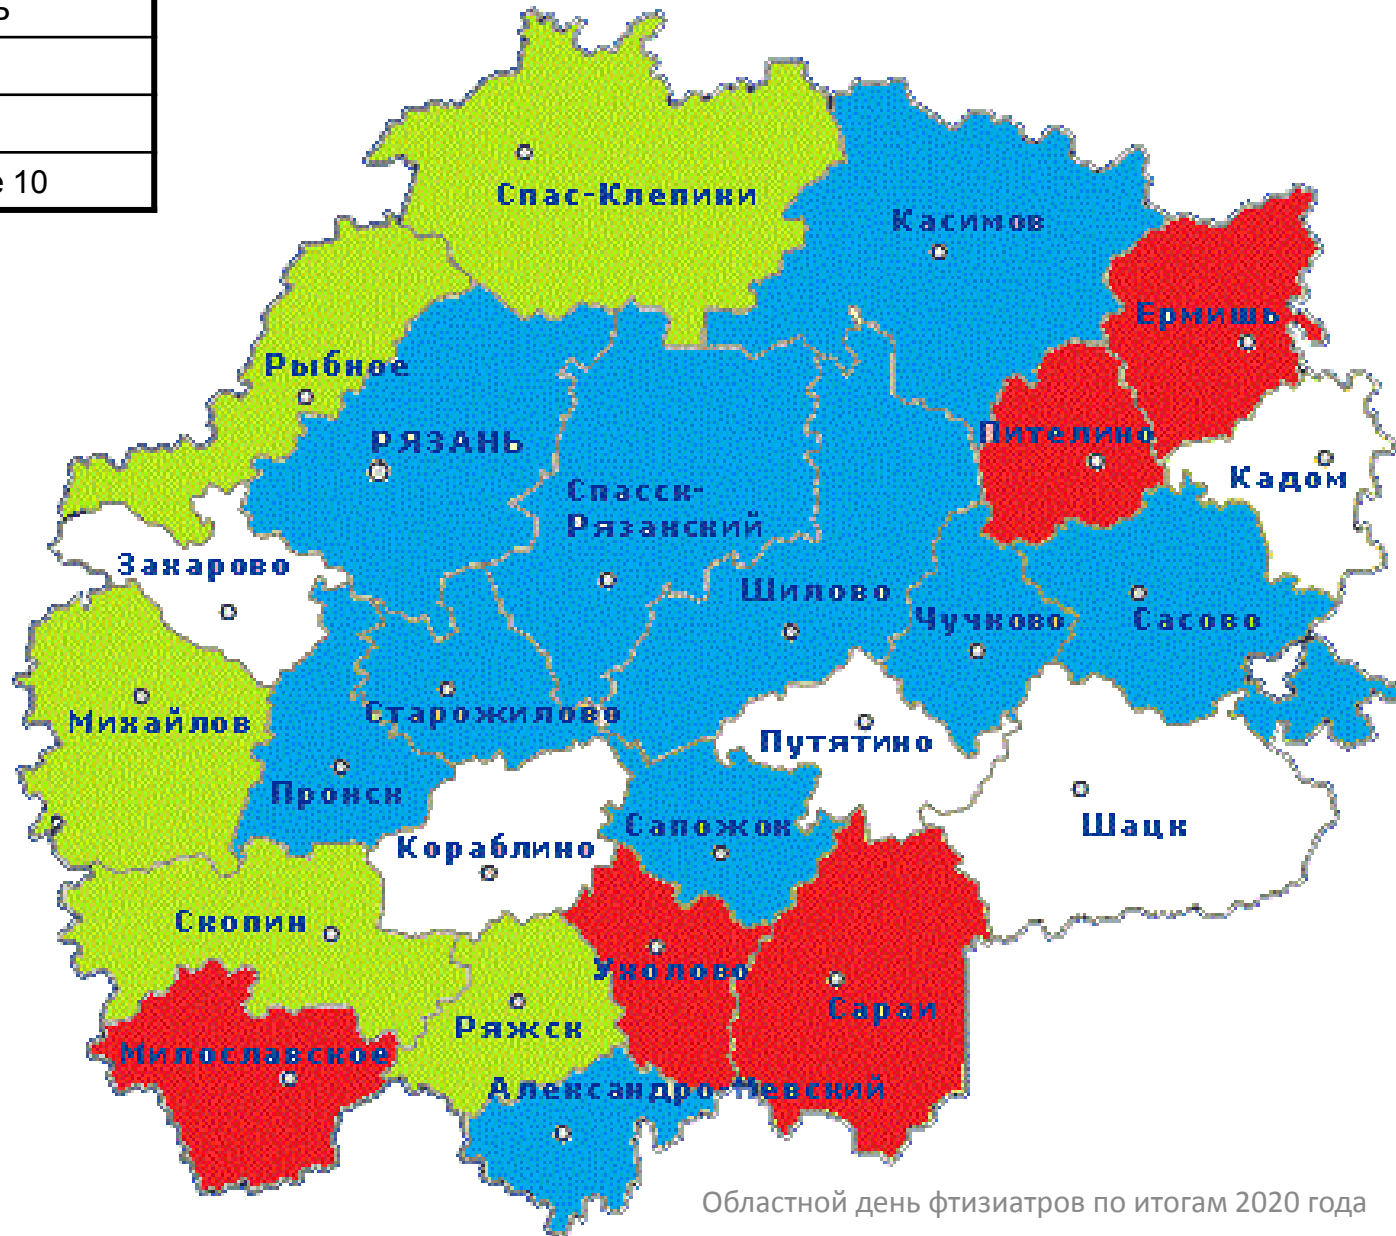 е 10
Спас-Клепики
Касимов
Ермишь
Рыбное
Пителино
РЯЗАНЬ
Кадом
Спасск-
Рязанский
Захарово
Шилово
Чучково
Сасово
Михайлов
Старожилово
Путятино
Пронск
Сапожок
Шацк
Кораблино
Скопин
Ухолово
Сараи
Ряжск
Милославское
Александро-Невский
Областной день фтизиатров по итогам 2020 года